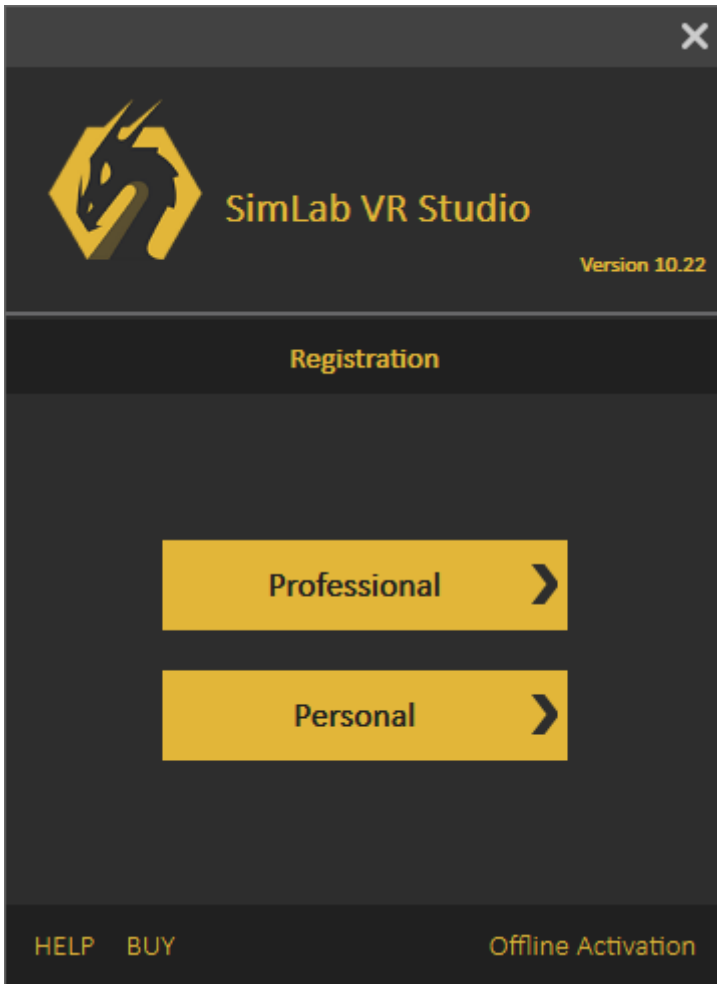 SimLab VR Studio
Version 10.22
Registration
Professional
Personal
HELP BUY Offline Activation